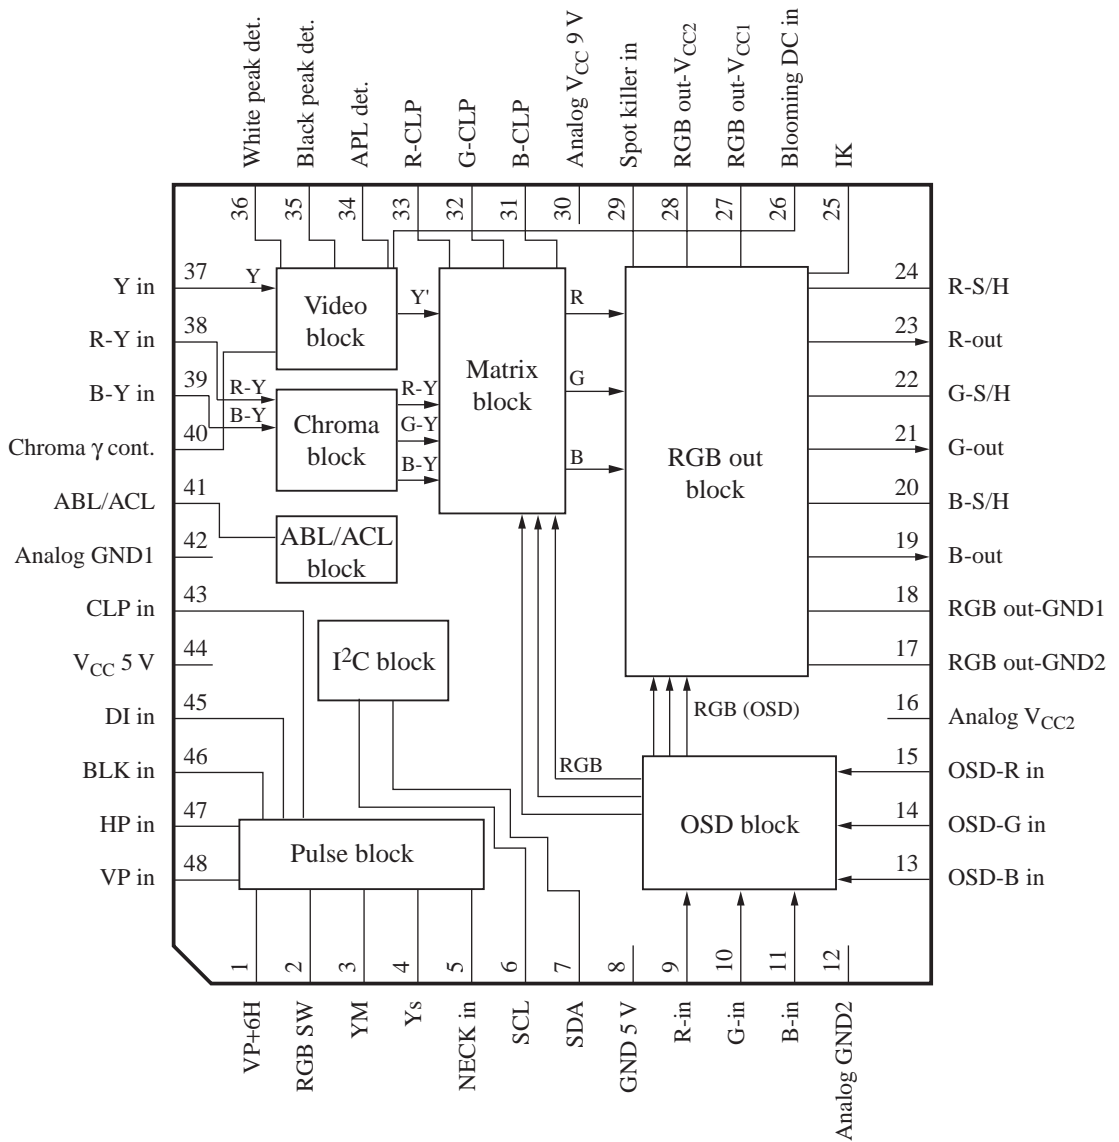 White peak det.
Black peak det.
APL det.
R-CLP
G-CLP
B-CLP
Analog VCC 9 V
Spot killer in
RGB out-VCC2
RGB out-VCC1
Blooming DC in
IK
36
35
34
33
32
31
30
29
28
27
26
25
Y in
37
R-Y in
38
B-Y in
39
Chroma γ cont.
40
ABL/ACL
41
Analog GND1
42
CLP in
43
VCC 5 V
44
DI in
45
BLK in
46
HP in
47
VP in
48
Y
Video
block
Y'
R-Y
B-Y
Chroma
block
R-Y
G-Y
B-Y
Matrix
block
R
G
B
RGB out
block
ABL/ACL
block
I2C block
RGB (OSD)
RGB
OSD block
Pulse block
24
R-S/H
23
R-out
22
G-S/H
21
G-out
20
B-S/H
19
B-out
18
RGB out-GND1
17
RGB out-GND2
16
Analog VCC2
15
OSD-R in
14
OSD-G in
13
OSD-B in
1
2
3
4
5
6
7
8
9
10
11
12
VP+6H
RGB SW
YM
Ys
NECK in
SCL
SDA
GND 5 V
R-in
G-in
B-in
Analog GND2